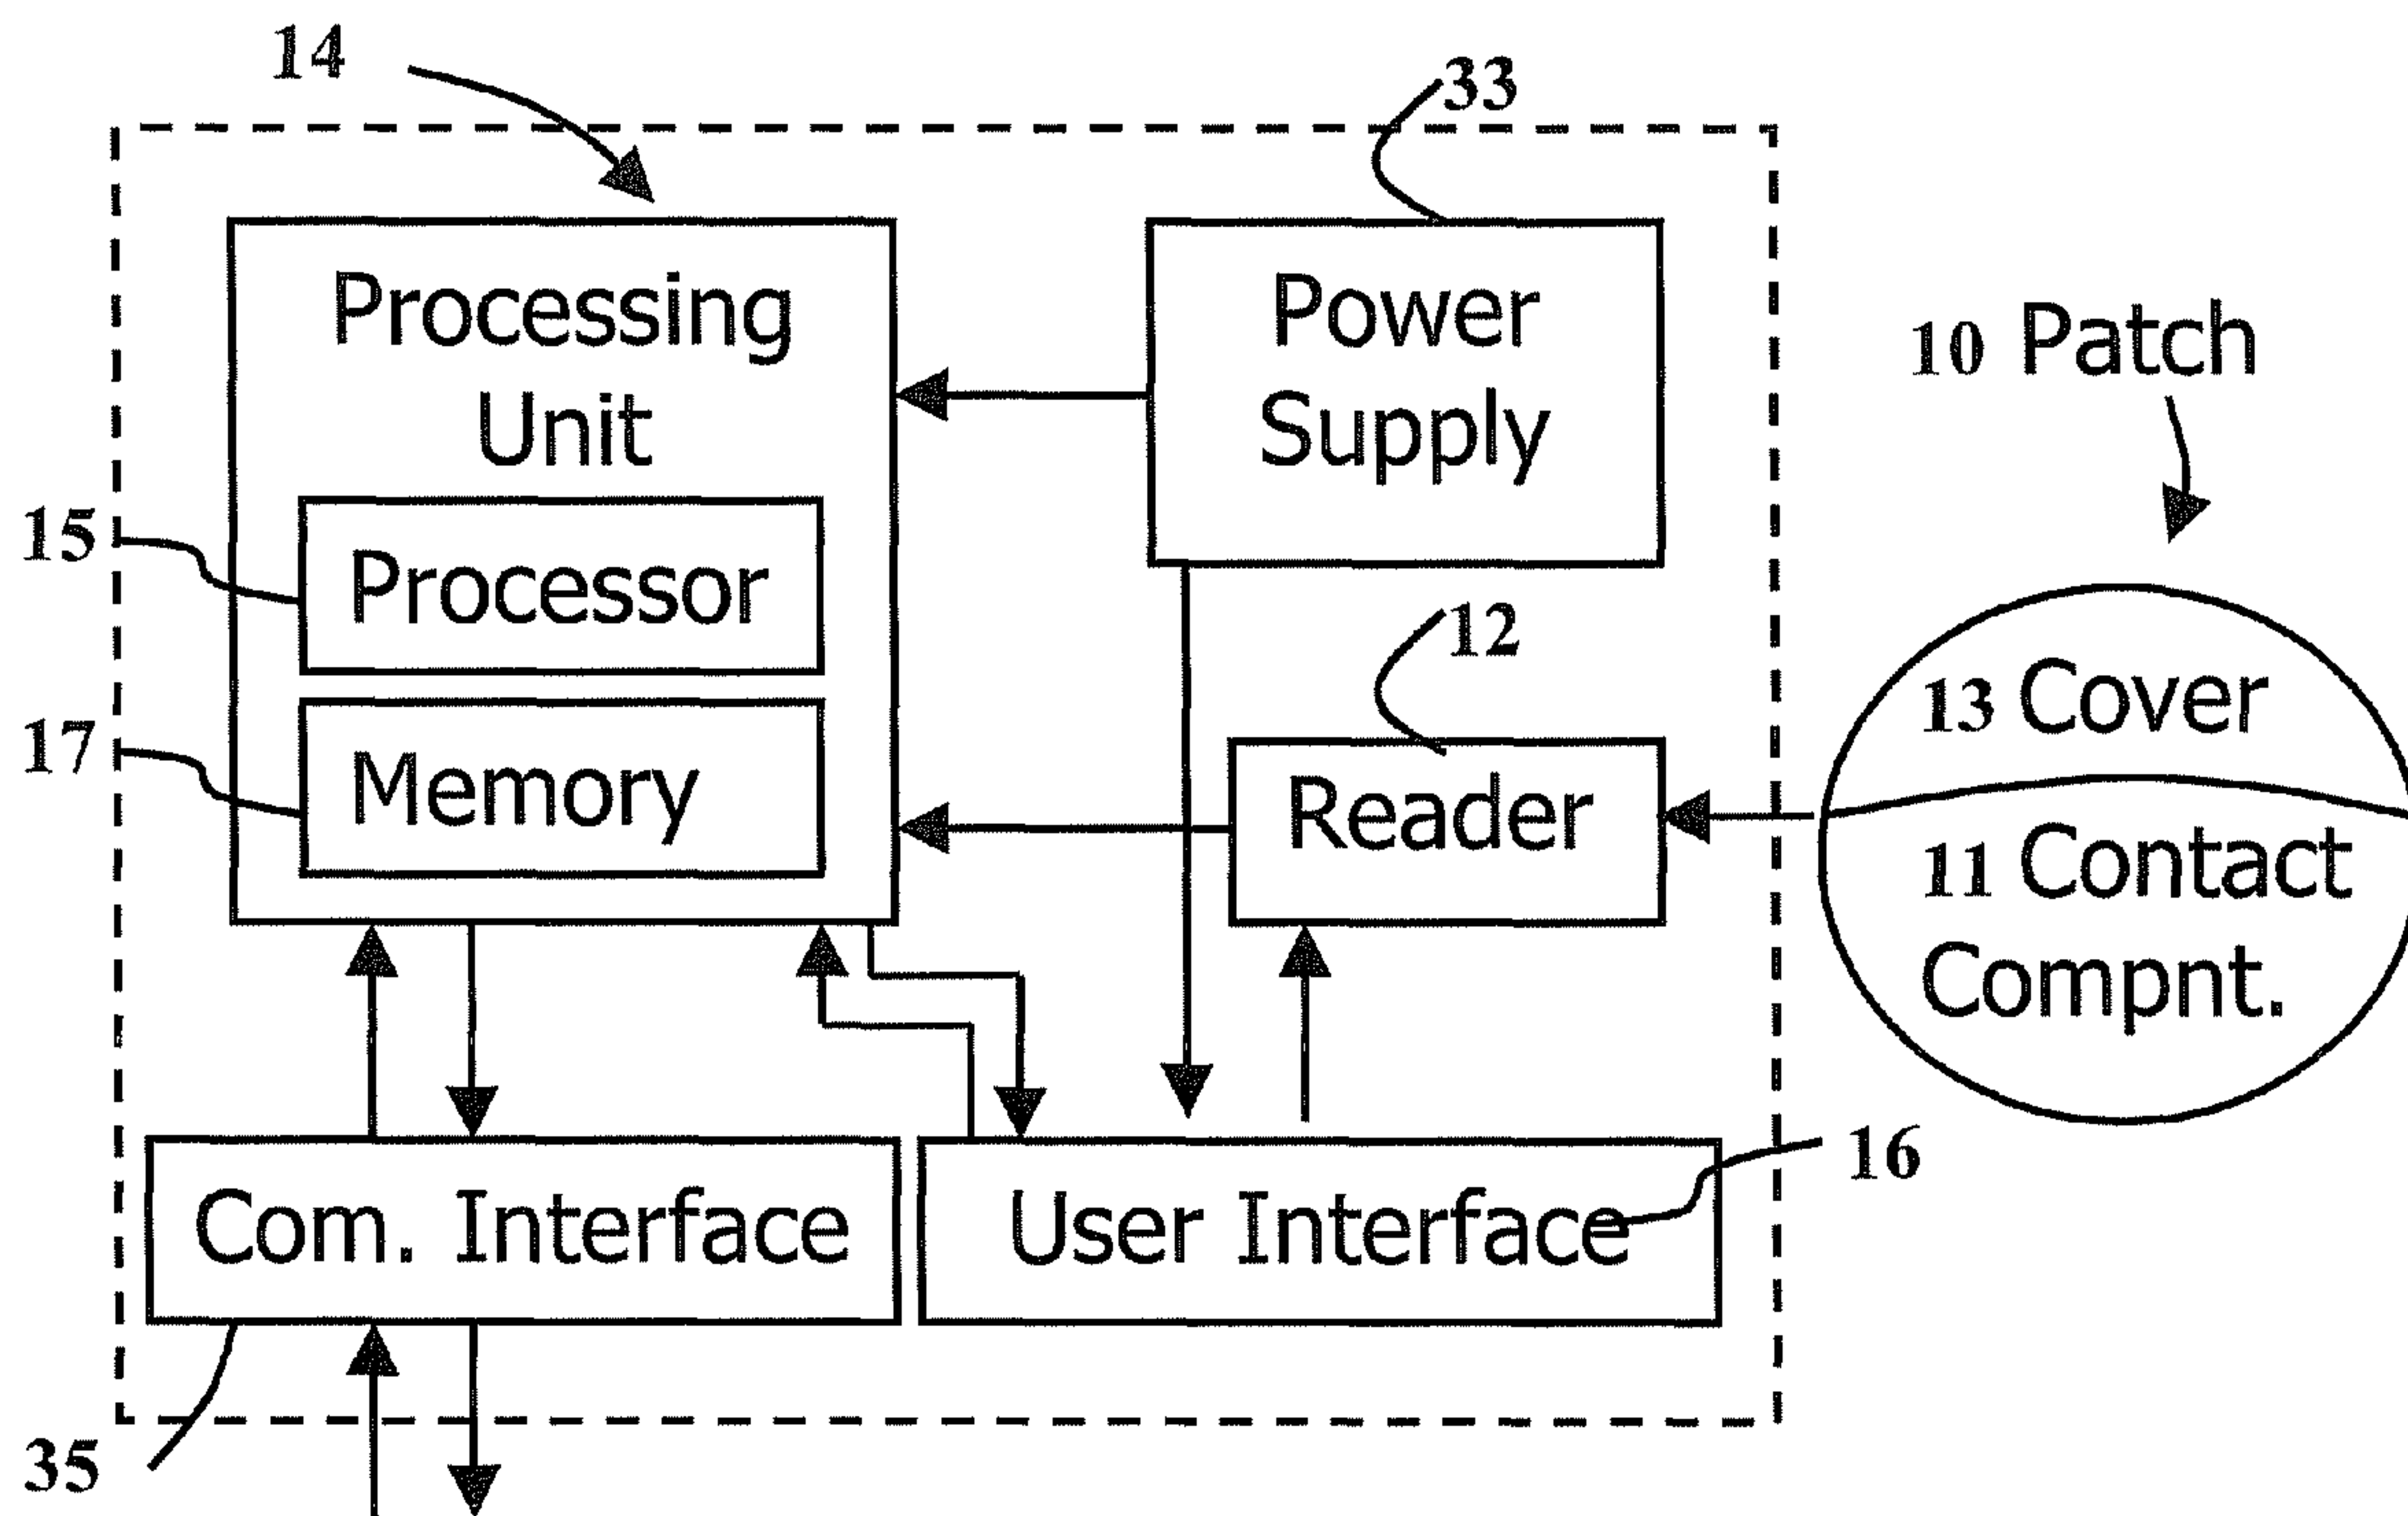 14
33
Processing
Unit
Power
Supply
10 Patch
15
Processor
12
13 Cover
17
Memory
Reader
11 Contact
Compnt.
16
Com. Interface
User Interface
35